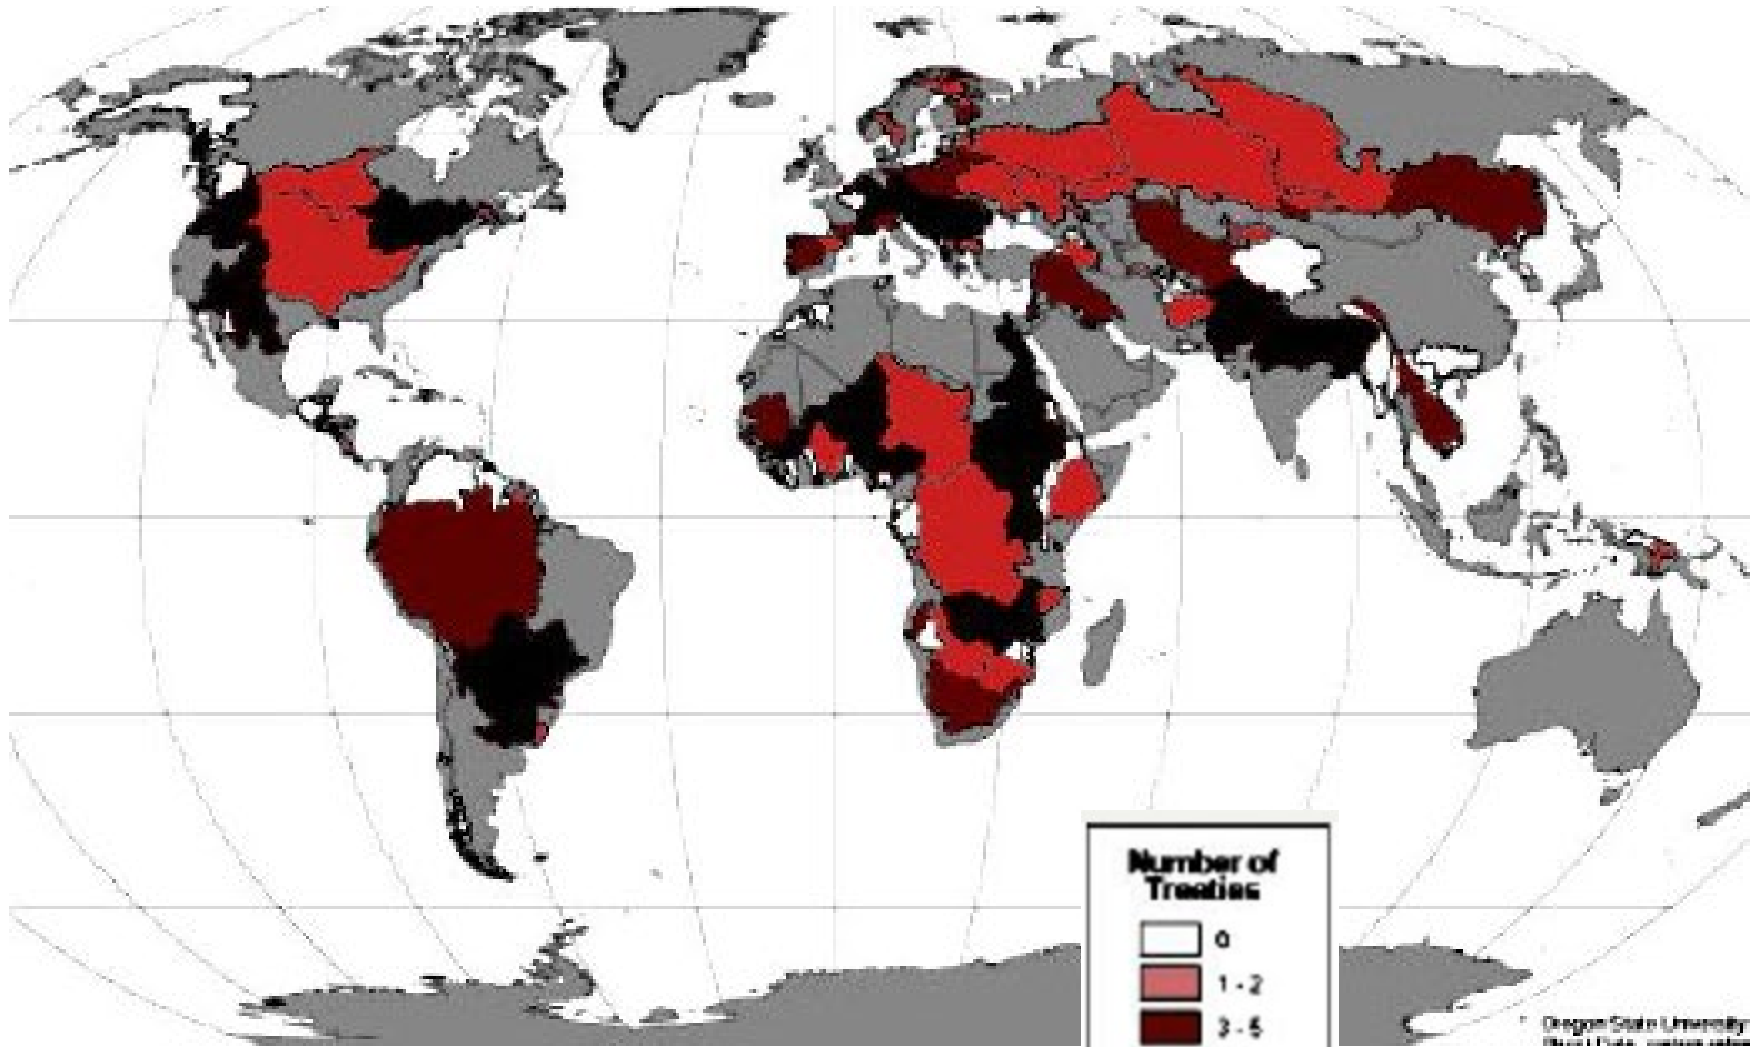 Number of
Treaties
0
1 - 2
3 - 5
Oregon State University